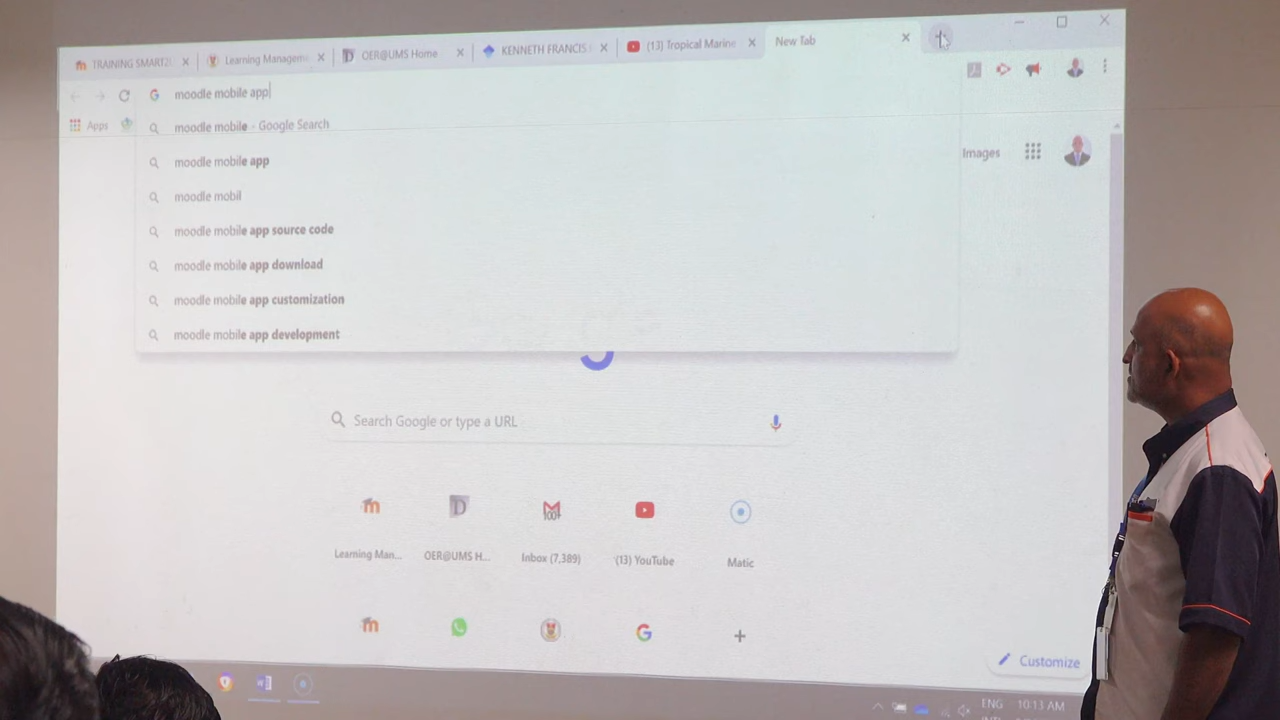 TRAINING SMART2
Learning Managem
OER@UMS Home
KENNETH FRANCIS
(13) Tropical Marine
New Tab
moodle mobile app
Apps
moodle mobile - Google Search
moodle mobile app
moodle mobil
moodle mobile app source code
moodle mobile app download
moodle mobile app customization
moodle mobile app development
Images
Search Google or type a URL
Learning Man...
OER@UMS H...
Inbox (7,389)
(13) YouTube
Matic
Customize
ENG
10:13 AM